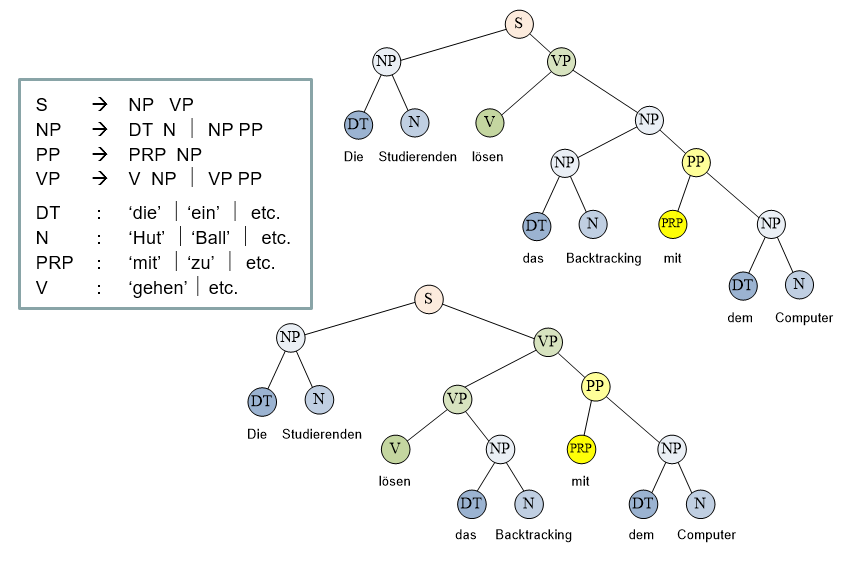 S → NP VP
NP → DT N | NP PP
PP → PRP NP
VP → V NP | VP PP
DT : ‘die’ | ‘ein’ | etc.
N : ‘Hut’ | ‘Ball’ | etc.
PRP : ‘mit’ | ‘zu’ | etc.
V : ‘gehen’ | etc.
S
NP VP
DT N V NP
Die Studierenden lösen
NP PP
DT N PRP NP
das Backtracking mit
DT N
dem Computer
S
NP VP
DT N VP PP
Die Studierenden
V NP PRP NP
lösen mit
DT N DT N
das Backtracking dem Computer